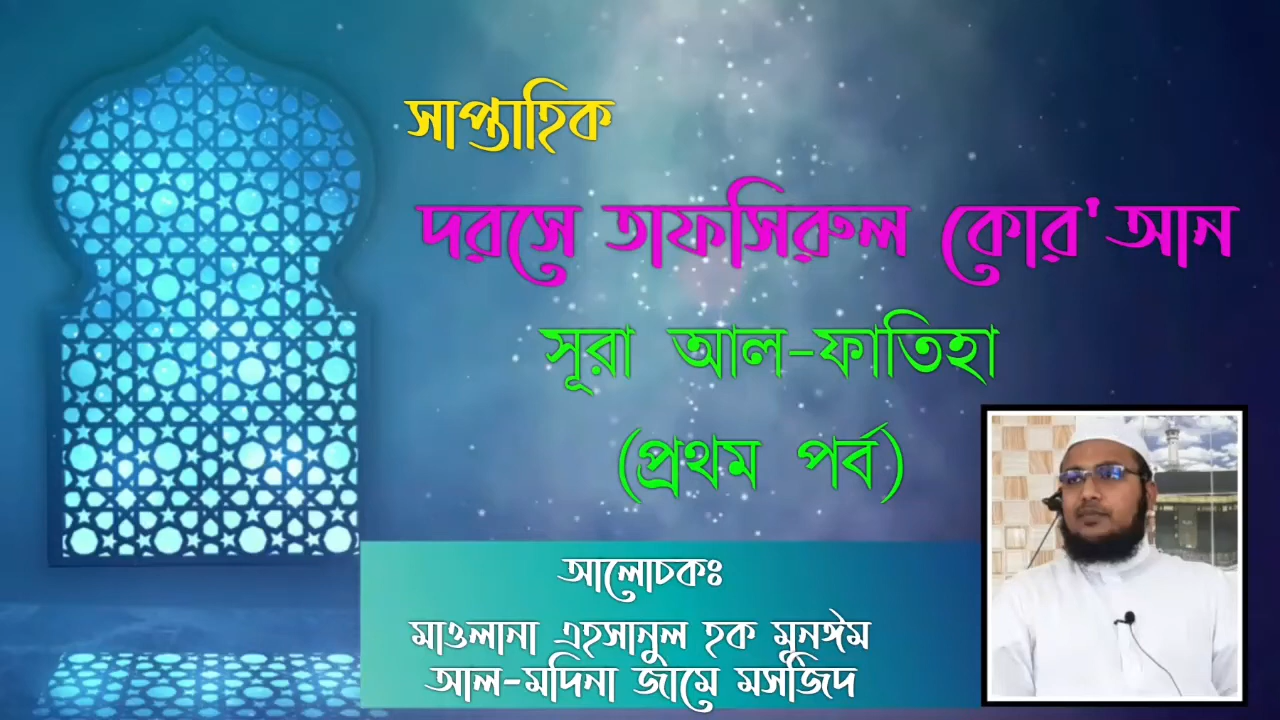 সাপ্তাহিক
দরসে তাফসিরুল কোর'আন
সূরা আল-ফাতিহা
(প্রথম পর্ব)
আলোচকঃ
মাওলানা এহসানুল হক মুনঈম
আল-মদিনা জামে মসজিদ